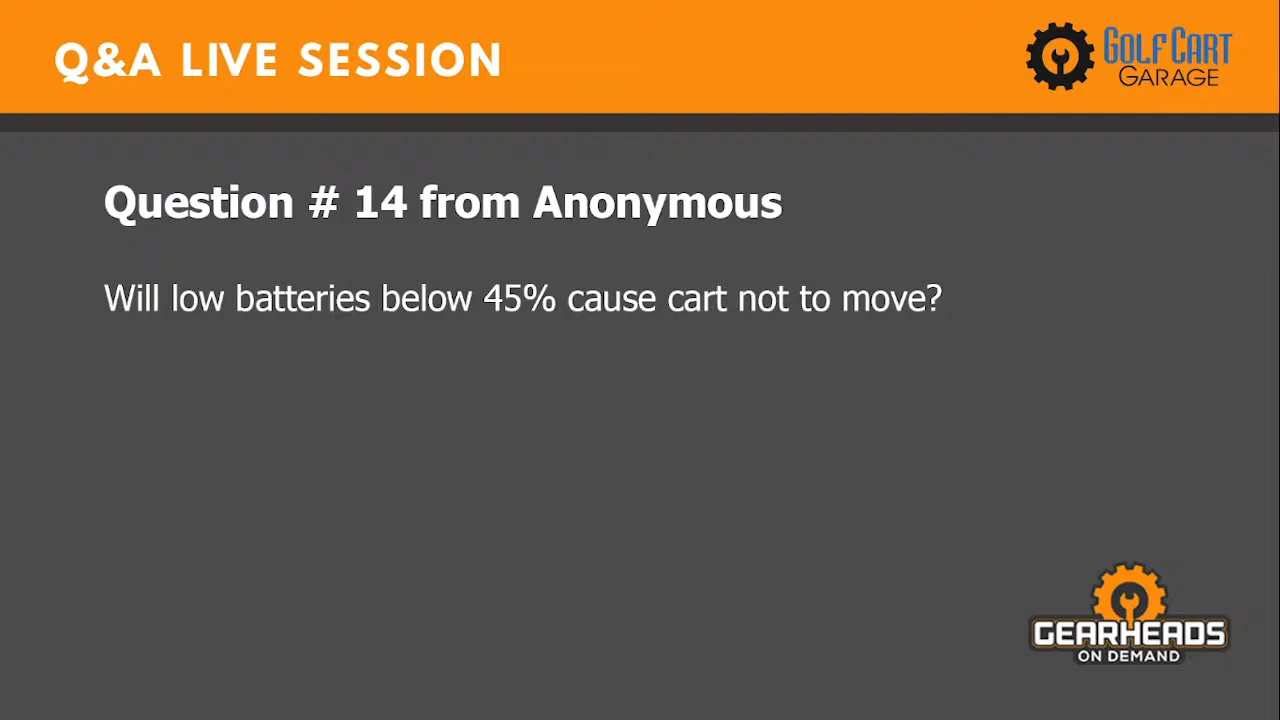 Q&A LIVE SESSION
GOLF CART
GARAGE
Question # 14 from Anonymous
Will low batteries below 45% cause cart not to move?
GEARHEADS
ON DEMAND